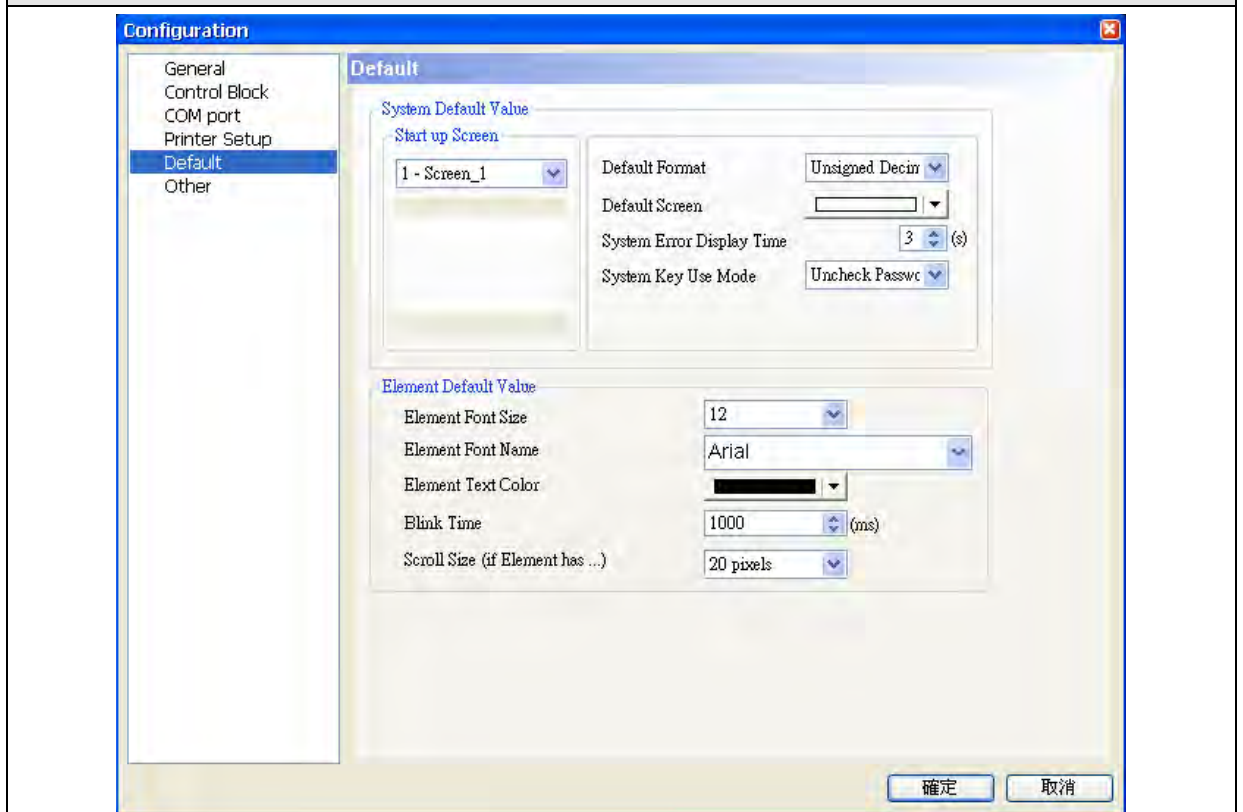 Configuration
General
Control Block
COM port
Printer Setup
Default
Other
Default
System Default Value
Start up Screen
1 - Screen_1
Default Format
Unsigned Decim
Default Screen
System Error Display Time
3 (s)
System Key Use Mode
Uncheck Passwc
Element Default Value
Element Font Size
12
Element Font Name
Arial
Element Text Color
Blink Time
1000 (ms)
Scroll Size (if Element has ...)
20 pixels
確定 取消